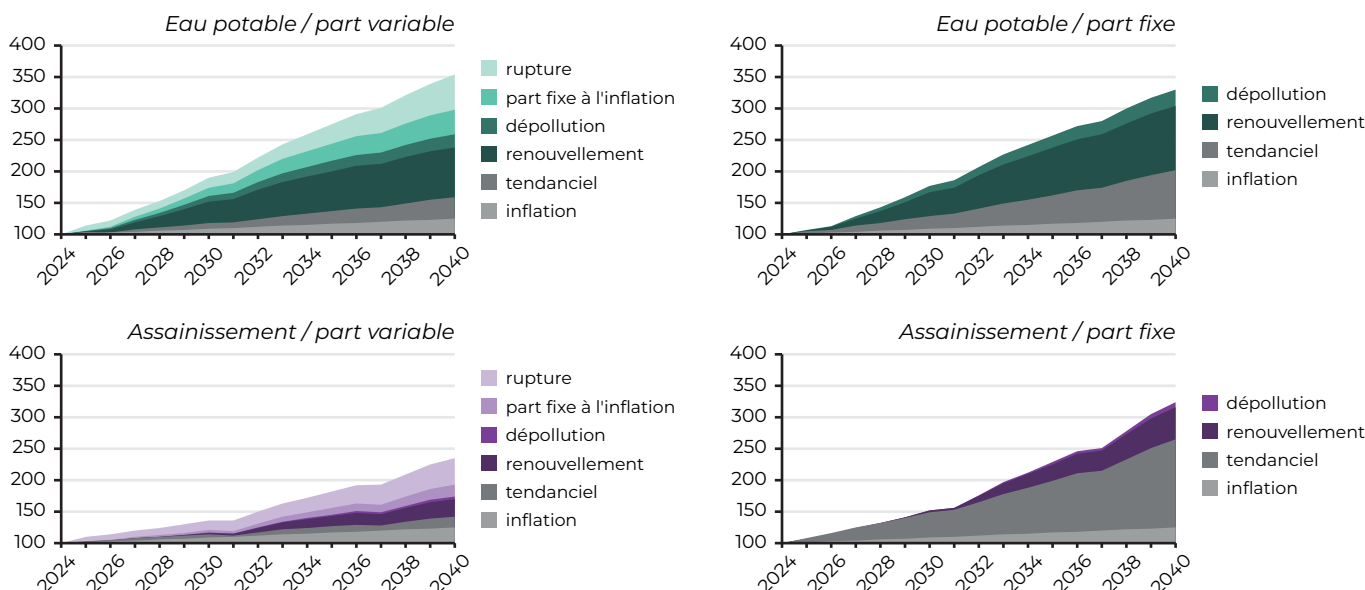 Eau potable / part variable
400
350
300
250
200
150
100
2024
2026
2028
2030
2032
2034
2036
2038
2040
rupture
part fixe à l'inflation
dépollution
renouvellement
tendanciel
inflation
Eau potable / part fixe
400
350
300
250
200
150
100
2024
2026
2028
2030
2032
2034
2036
2038
2040
dépollution
renouvellement
tendanciel
inflation
Assainissement / part variable
400
350
300
250
200
150
100
2024
2026
2028
2030
2032
2034
2036
2038
2040
rupture
part fixe à l'inflation
dépollution
renouvellement
tendanciel
inflation
Assainissement / part fixe
400
350
300
250
200
150
100
2024
2026
2028
2030
2032
2034
2036
2038
2040
dépollution
renouvellement
tendanciel
inflation